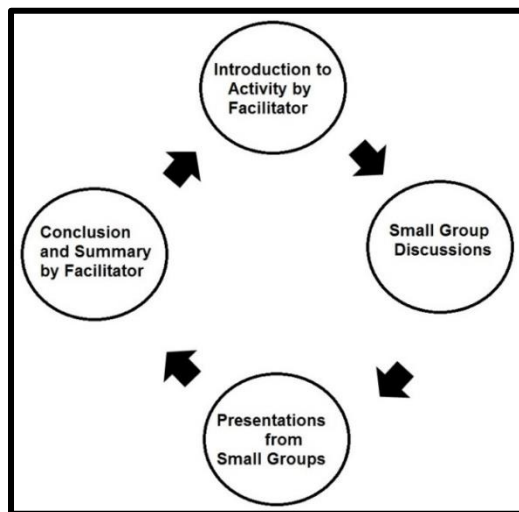 Introduction to
Activity by
Facilitator
Small Group
Discussions
Presentations
from
Small Groups
Conclusion
and Summary
by Facilitator